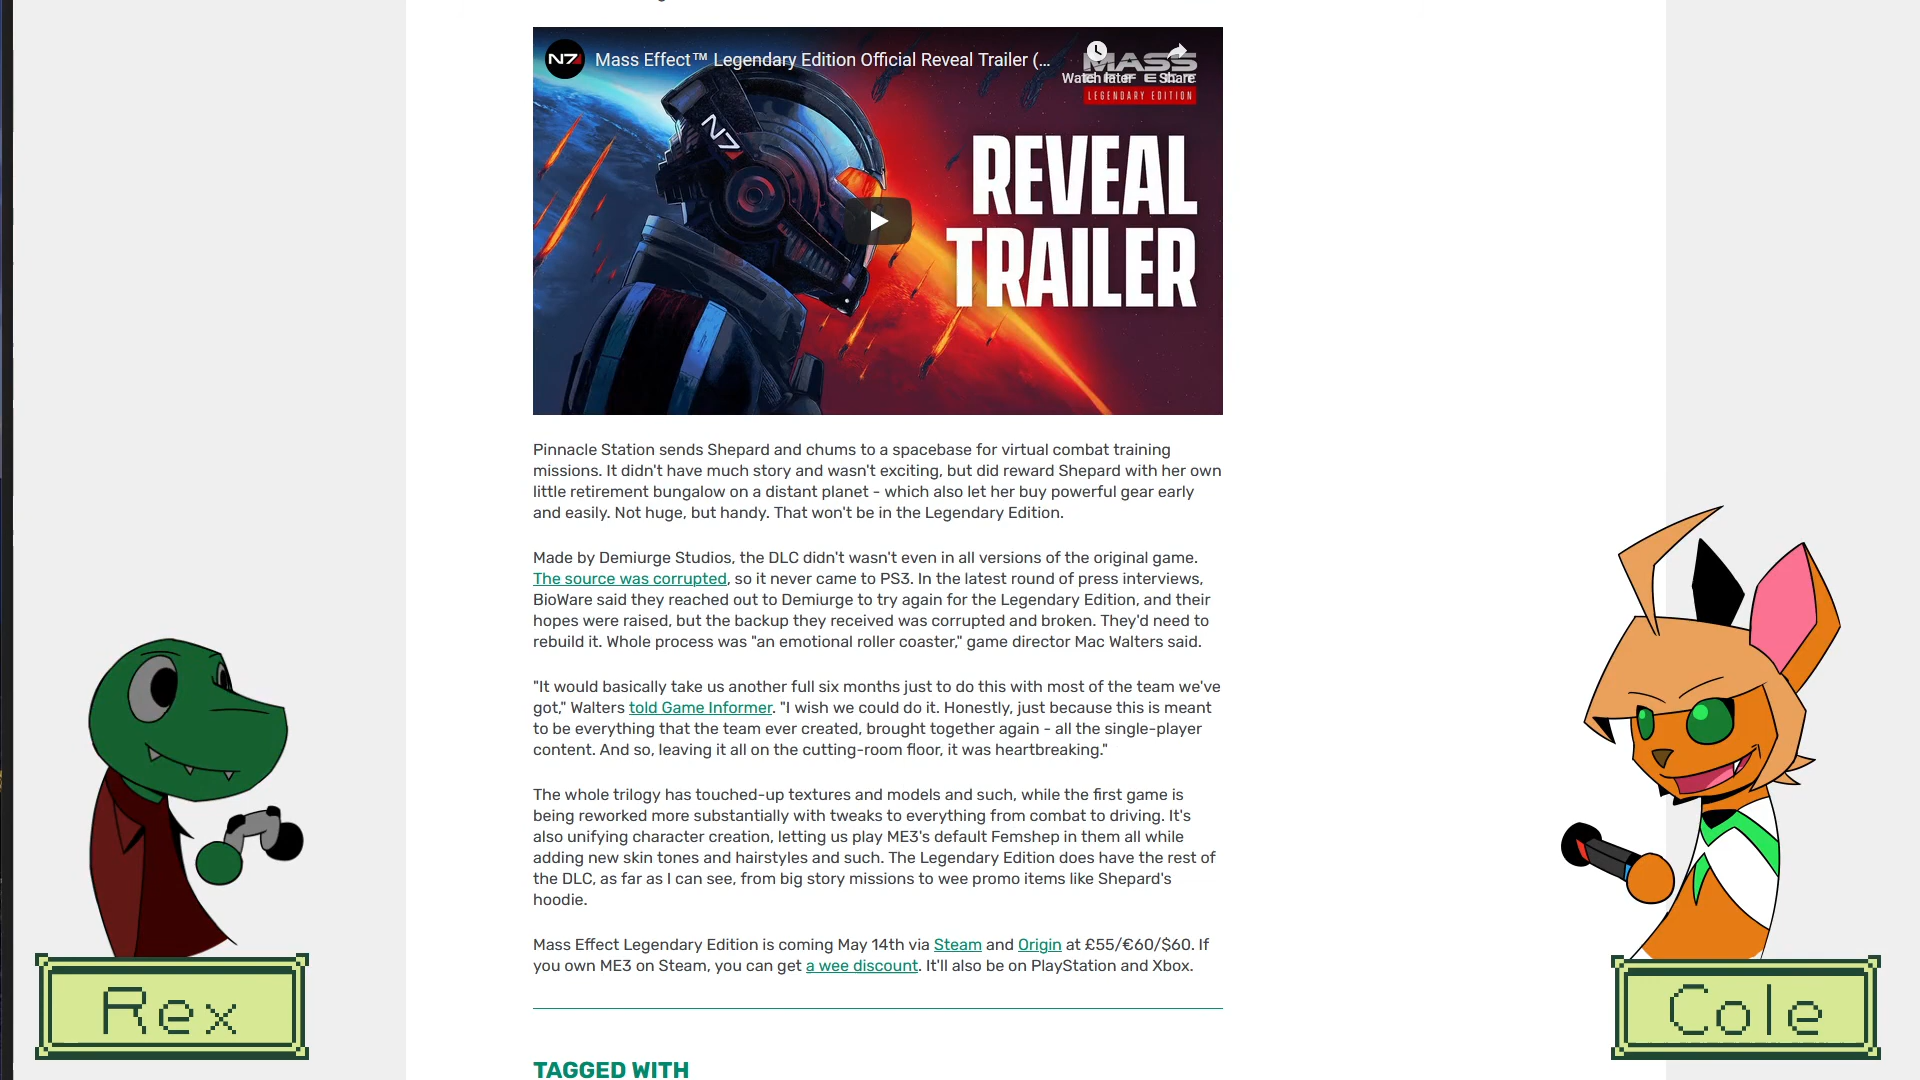 N7
Mass Effect™ Legendary Edition Official Reveal Trailer (...
Watch later
Share
MASS
EFFECT
LEGENDARY EDITION
N7
REVEAL
TRAILER
Pinnacle Station sends Shepard and chums to a spacebase for virtual combat training
missions. It didn't have much story and wasn't exciting, but did reward Shepard with her own
little retirement bungalow on a distant planet - which also let her buy powerful gear early
and easily. Not huge, but handy. That won't be in the Legendary Edition.
Made by Demiurge Studios, the DLC didn't wasn't even in all versions of the original game.
The source was corrupted, so it never came to PS3. In the latest round of press interviews,
BioWare said they reached out to Demiurge to try again for the Legendary Edition, and their
hopes were raised, but the backup they received was corrupted and broken. They'd need to
rebuild it. Whole process was "an emotional roller coaster," game director Mac Walters said.
"It would basically take us another full six months just to do this with most of the team we've
got," Walters told Game Informer. "I wish we could do it. Honestly, just because this is meant
to be everything that the team ever created, brought together again - all the single-player
content. And so, leaving it all on the cutting-room floor, it was heartbreaking."
The whole trilogy has touched-up textures and models and such, while the first game is
being reworked more substantially with tweaks to everything from combat to driving. It's
also unifying character creation, letting us play ME3's default Femshep in them all while
adding new skin tones and hairstyles and such. The Legendary Edition does have the rest of
the DLC, as far as I can see, from big story missions to wee promo items like Shepard's
hoodie.
Mass Effect Legendary Edition is coming May 14th via Steam and Origin at £55/€60/$60. If
you own ME3 on Steam, you can get a wee discount. It'll also be on PlayStation and Xbox.
TAGGED WITH
Rex
Cole